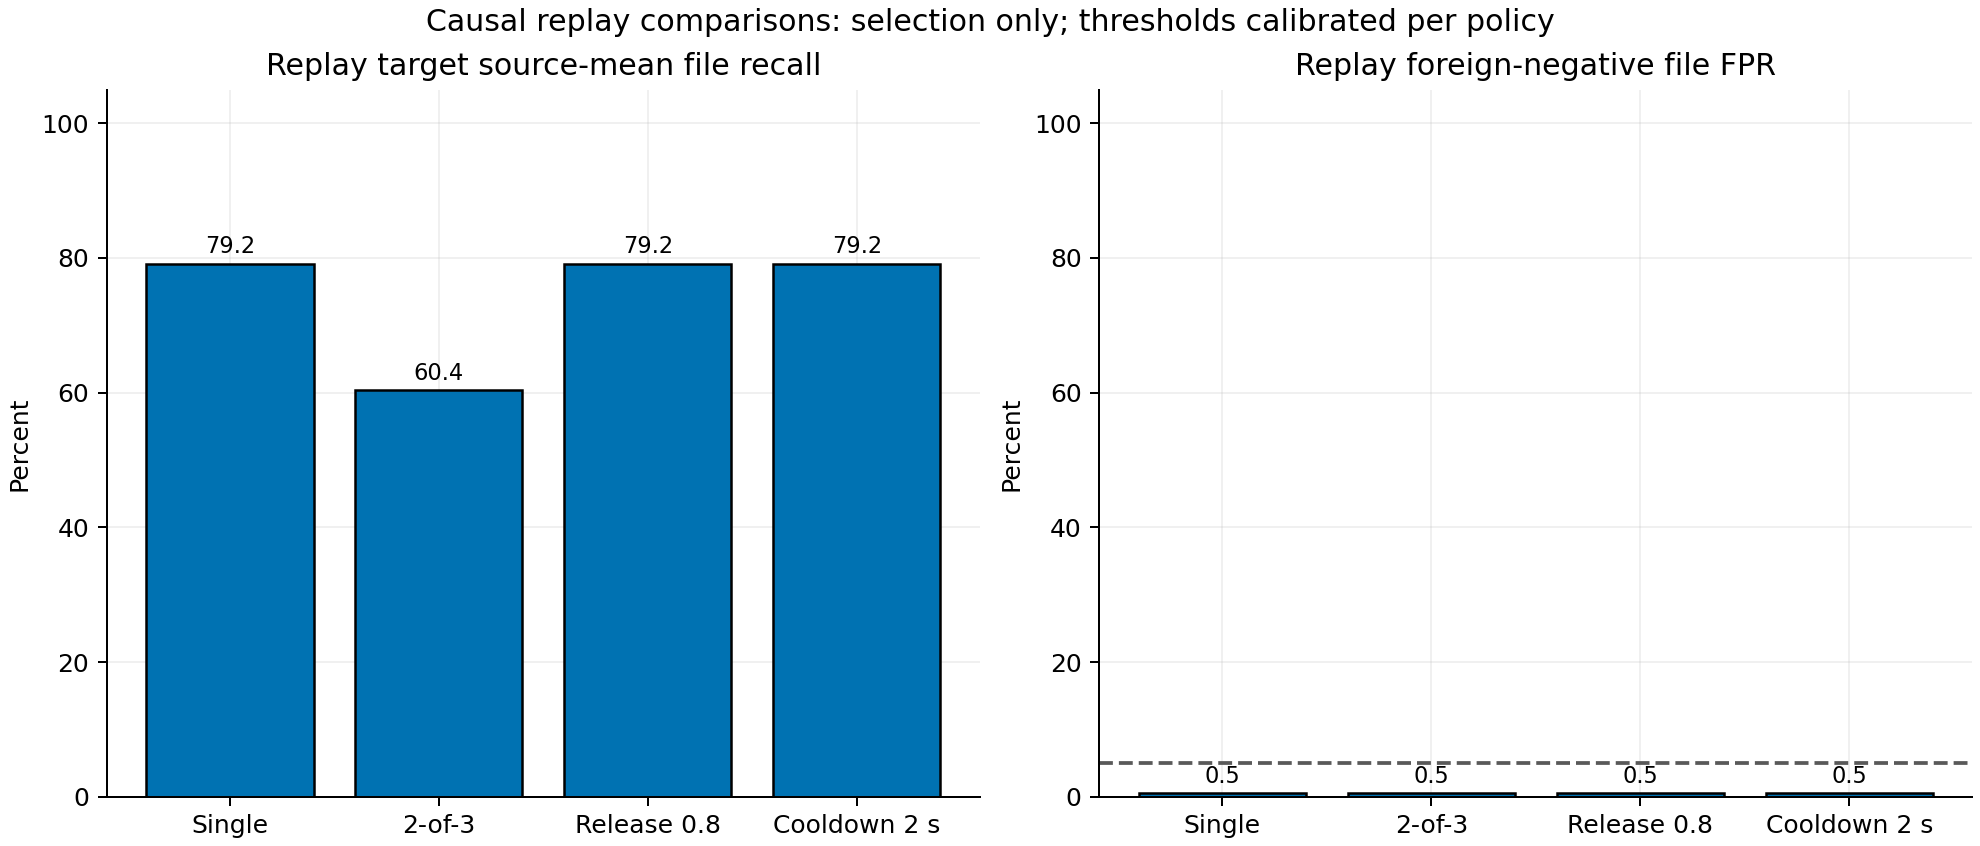 Causal replay comparisons: selection only; thresholds calibrated per policy
Replay target source-mean file recall
Percent
100
80
60
40
20
0
79.2
60.4
79.2
79.2
Single
2-of-3
Release 0.8
Cooldown 2 s
Replay foreign-negative file FPR
Percent
100
80
60
40
20
0
0.5
0.5
0.5
0.5
Single
2-of-3
Release 0.8
Cooldown 2 s